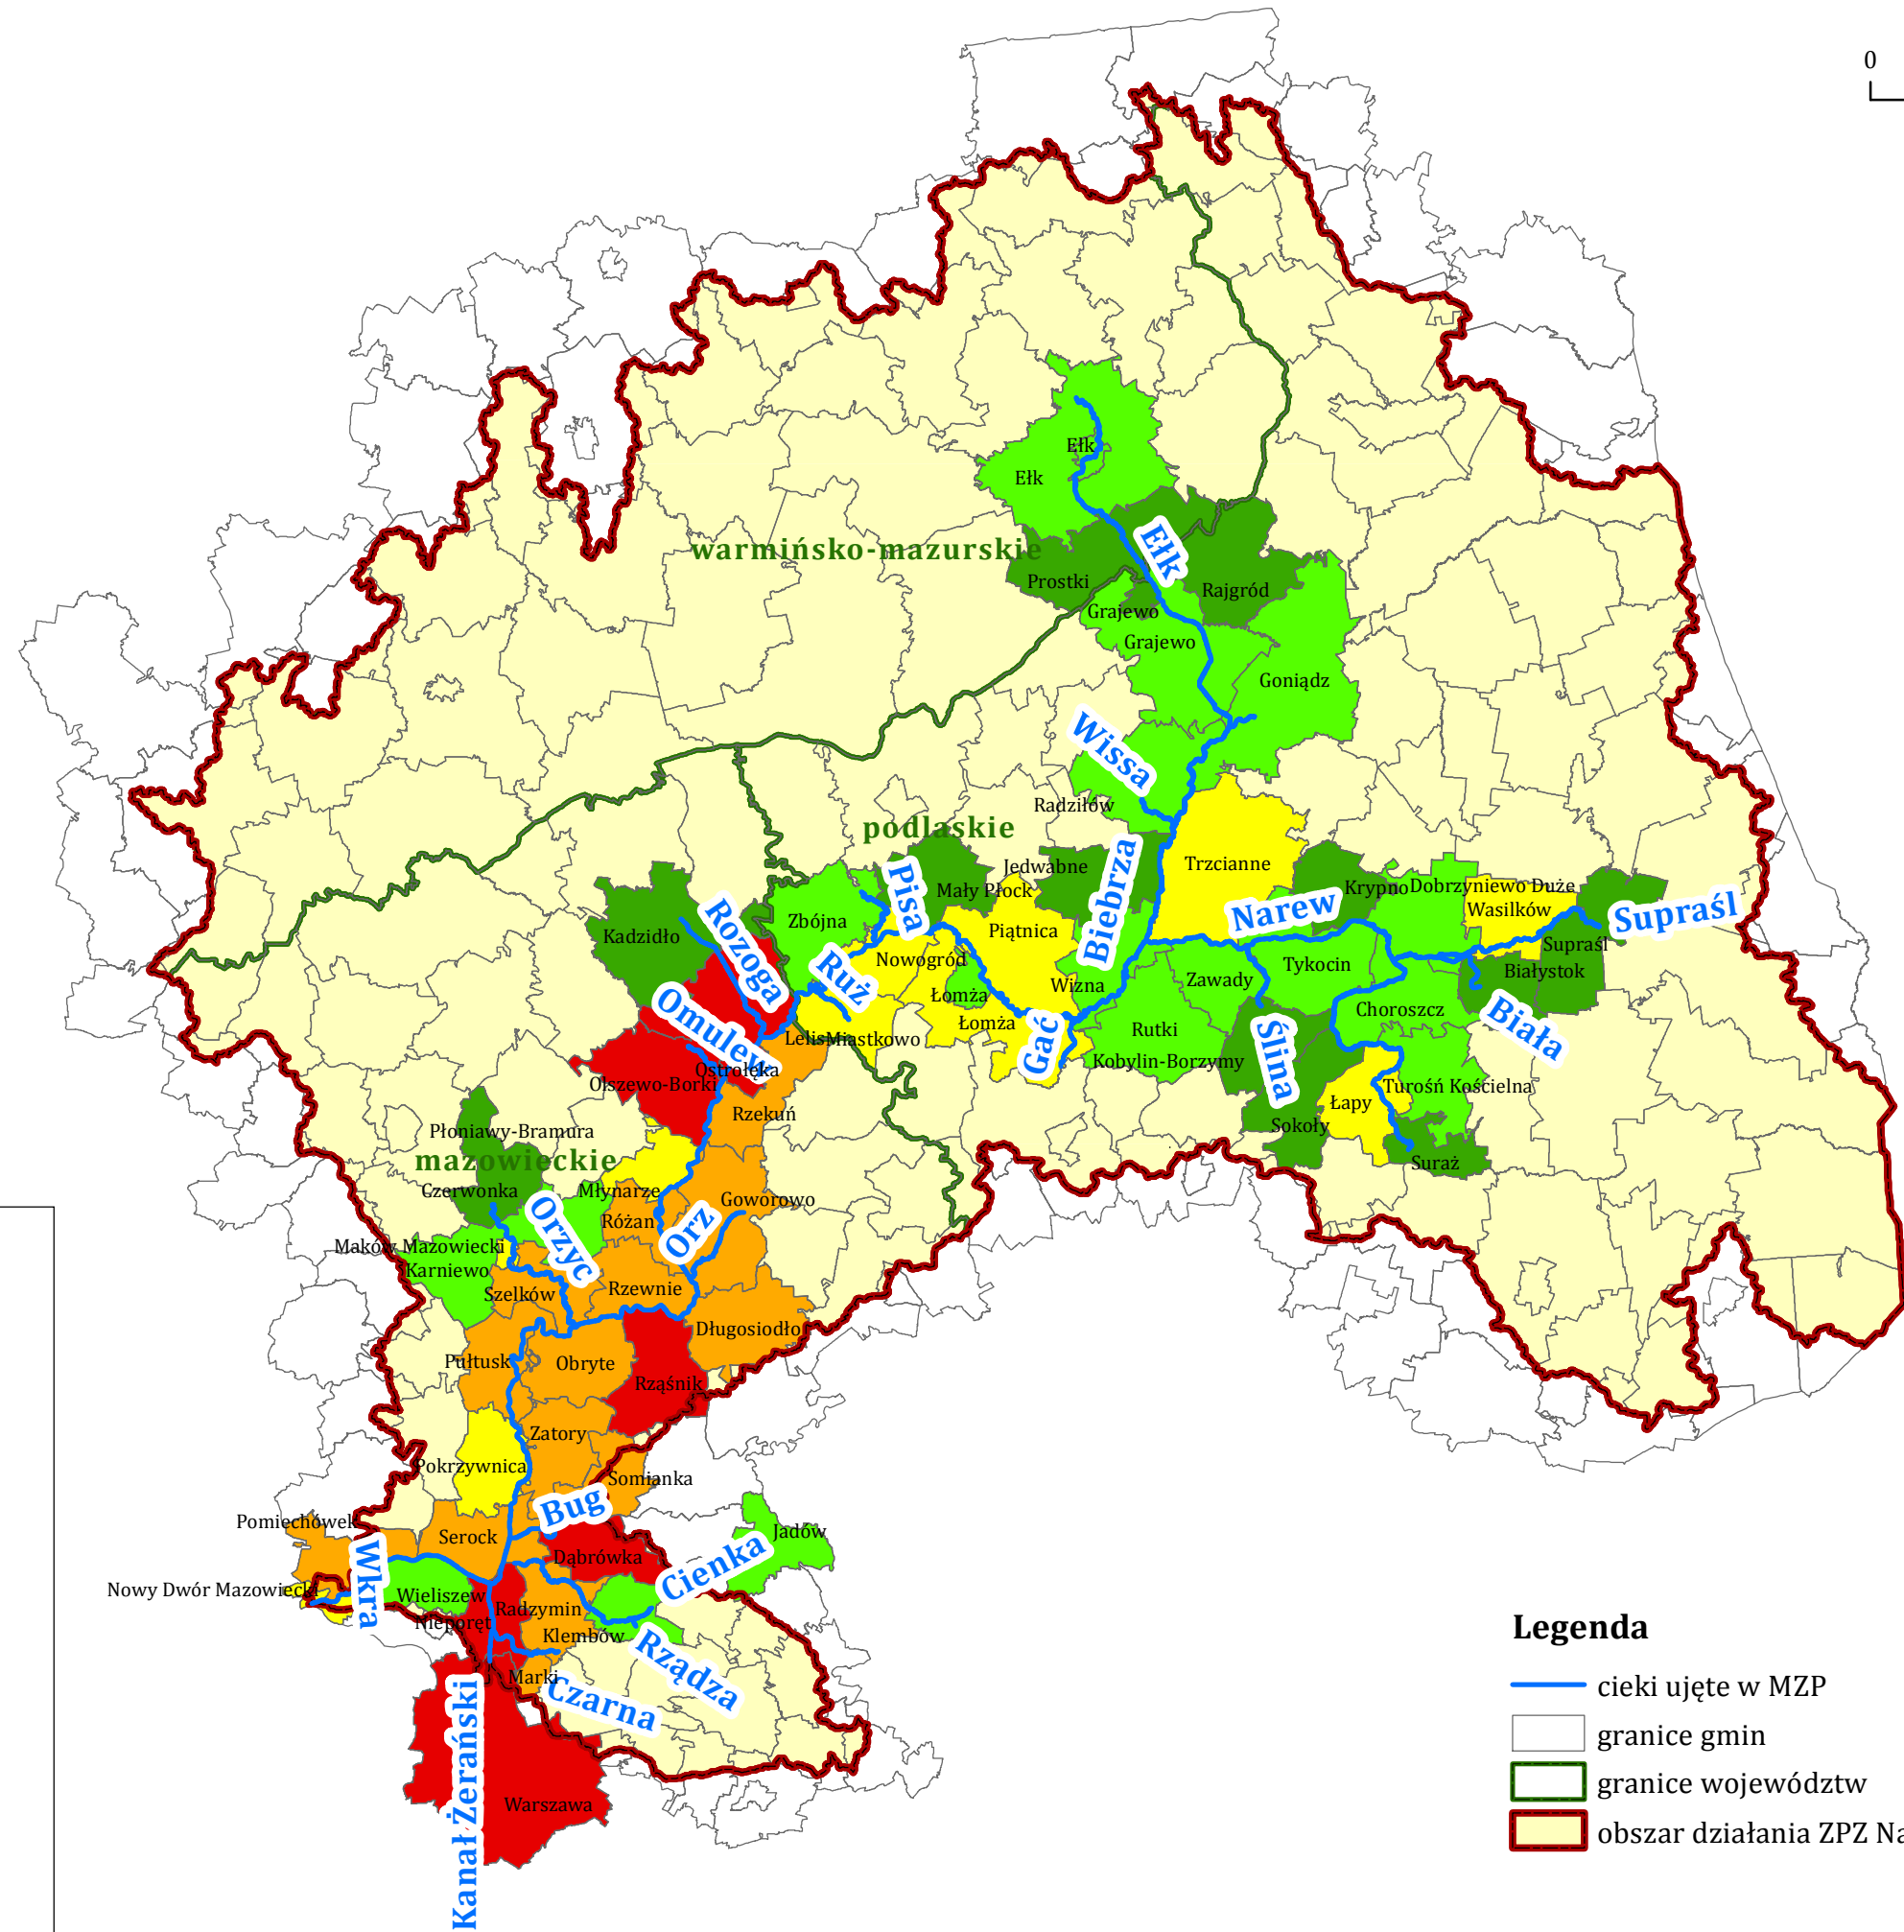 0
Ełk
Ełk
warmińsko-mazurskie
Ełk
Prostki
Rajgród
Grajewo
Grajewo
Goniądz
Wissa
Radziłów
podlaskie
Jedwabne
Trzcianne
Mały Płock
Pisa
Biebrza
Krypno
Dobrzyniewo Duże
Wasilków
Narew
Supraśl
Supraśl
Zbójna
Kadzidło
Rozoga
Piątnica
Nowogród
Ruż
Tykocin
Zawady
Białystok
Wizna
Łomża
Łomża
Choroszcz
Biała
Omulew
Lelis
Miastkowo
Gać
Rutki
Ślina
Kobylin-Borzymy
Ostrołęka
Olszewo-Borki
Turośń Kościelna
Łapy
Rzekuń
Sokoły
Suraż
Płoniawy-Bramura
mazowieckie
Czerwonka
Młynarze
Goworowo
Orzyc
Różan
Orz
Maków Mazowiecki
Karniewo
Szelków
Rzewnie
Długosiodło
Pułtusk
Obryte
Rząśnik
Zatory
Pokrzywnica
Somianka
Bug
Pomiechówek
Serock
Jadów
Dąbrówka
Cienka
Wkra
Nowy Dwór Mazowiecki
Wieliszew
Radzymin
Nieporęt
Klembów
Rządza
Marki
Czarna
Kanał Żerański
Warszawa
Legenda
cieki ujęte w MZP
granice gmin
granice województw
obszar działania ZPZ Na